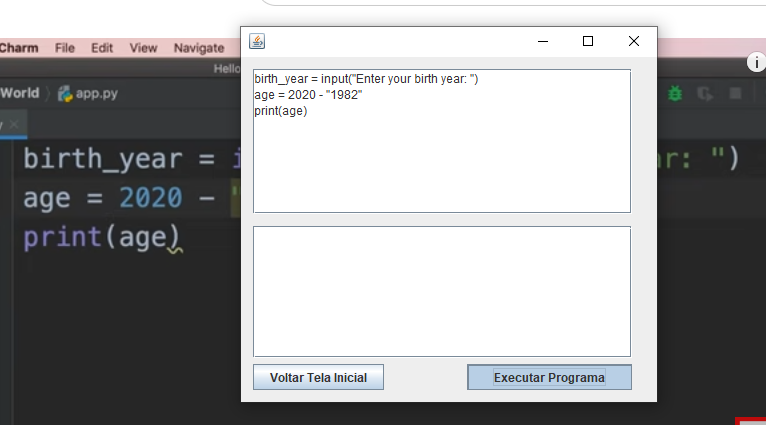 Charm File Edit View Navigate
Hello
World app.py
birth_year = i r: ")
age = 2020 - "
print(age)
birth_year = input("Enter your birth year: ")
age = 2020 - "1982"
print(age)
Voltar Tela Inicial
Executar Programa